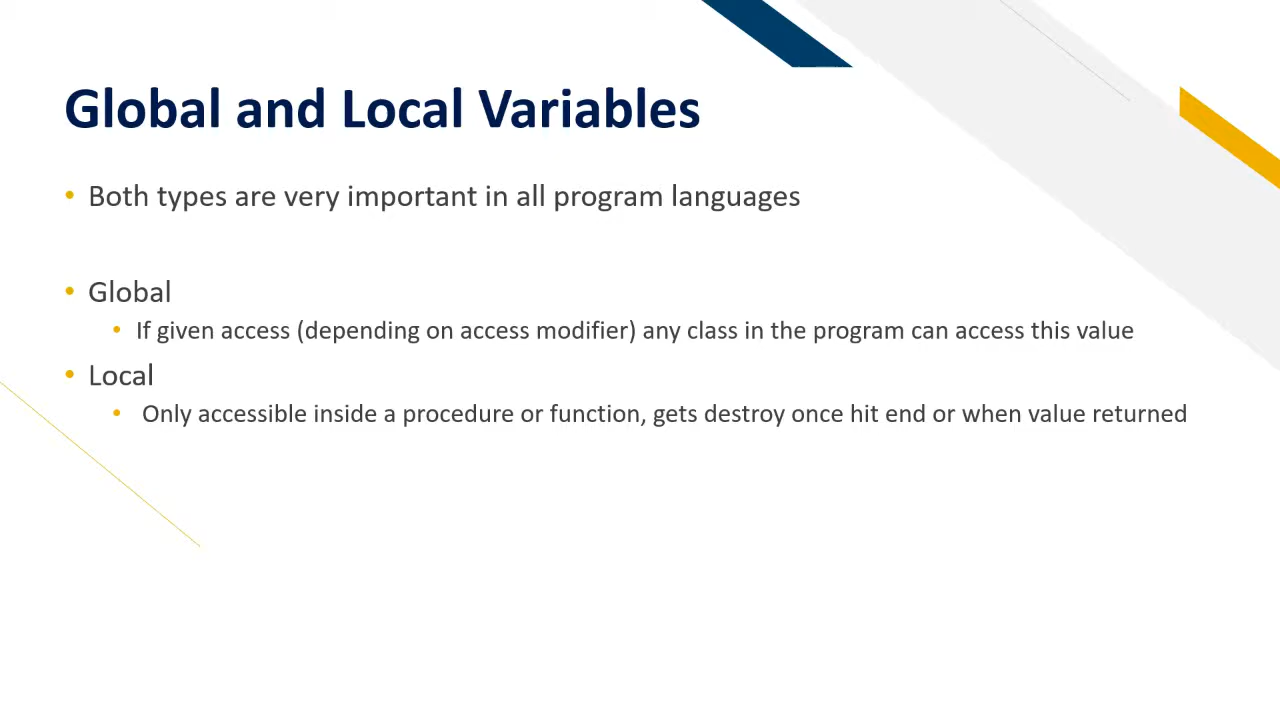 Global and Local Variables
• Both types are very important in all program languages
• Global
• If given access (depending on access modifier) any class in the program can access this value
• Local
• Only accessible inside a procedure or function, gets destroy once hit end or when value returned